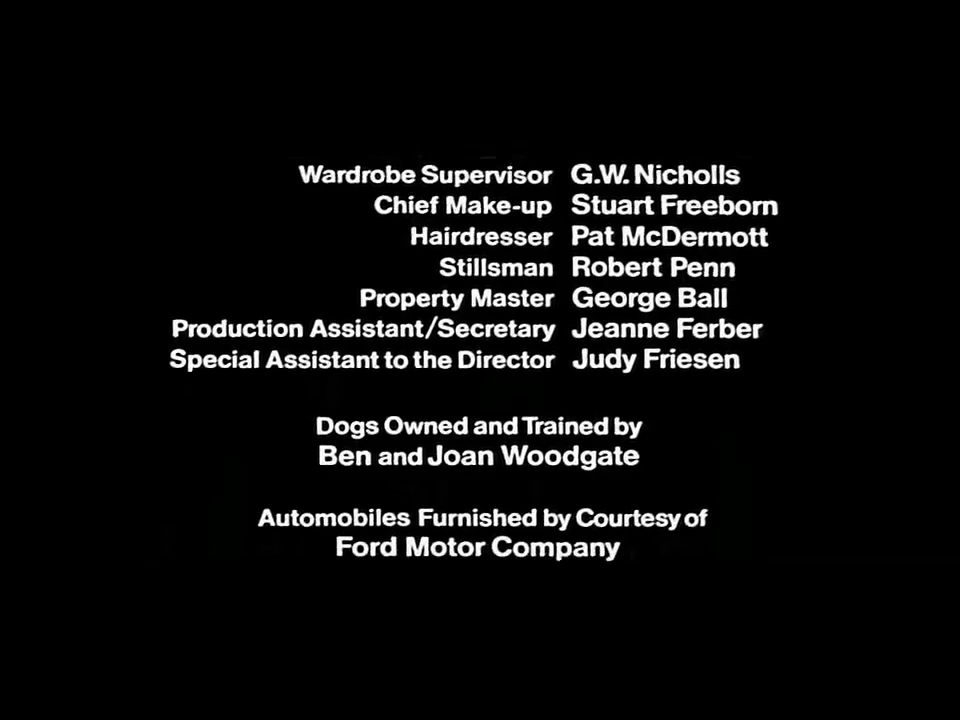 Wardrobe Supervisor G.W. Nicholls
Chief Make-up Stuart Freeborn
Hairdresser Pat McDermott
Stillsman Robert Penn
Property Master George Ball
Production Assistant/Secretary Jeanne Ferber
Special Assistant to the Director Judy Friesen
Dogs Owned and Trained by
Ben and Joan Woodgate
Automobiles Furnished by Courtesy of
Ford Motor Company